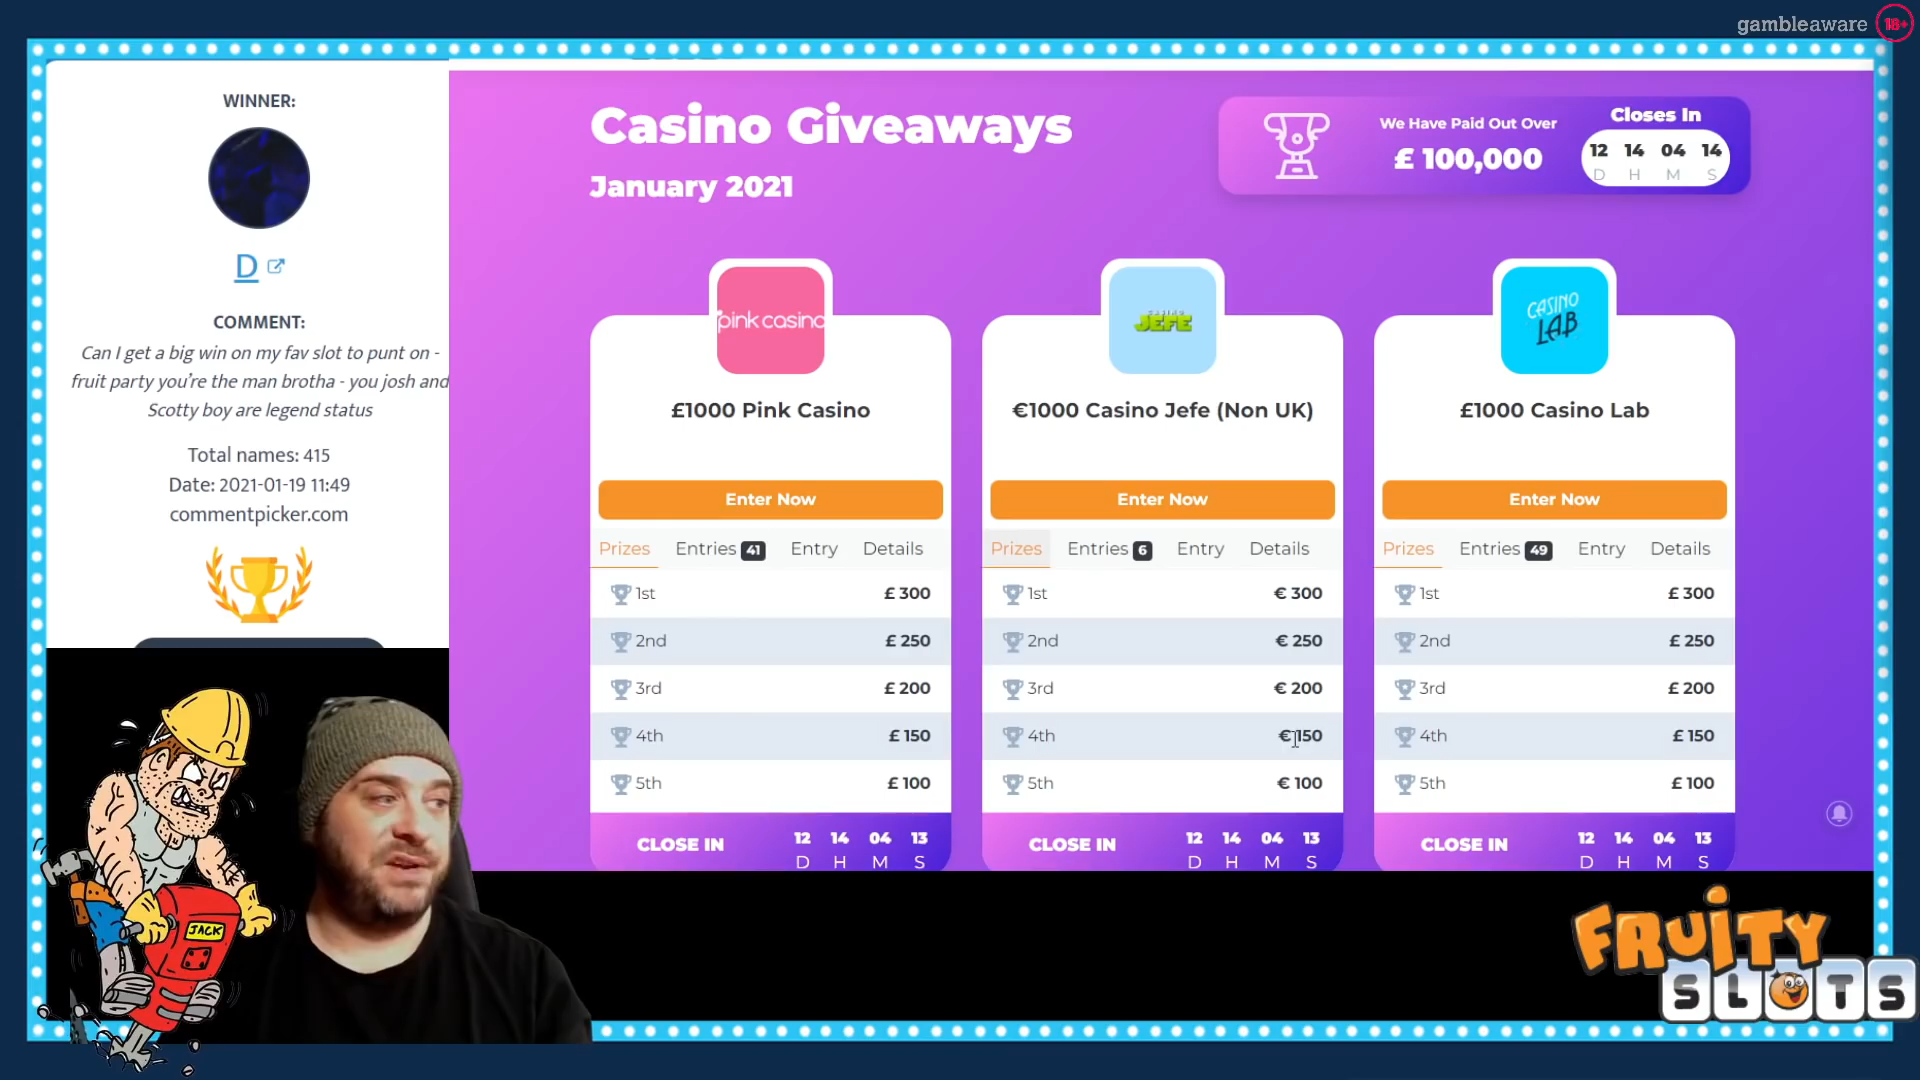 gambleaware 18+
WINNER:
D
COMMENT:
Can I get a big win on my fav slot to punt on -
fruit party you're the man brotha - you josh and
Scotty boy are legend status
Total names: 415
Date: 2021-01-19 11:49
commentpicker.com
Casino Giveaways
January 2021
We Have Paid Out Over
£ 100,000
Closes In
12 14 04 14
D H M S
pink casino
£1000 Pink Casino
Enter Now
Prizes Entries 41 Entry Details
1st £ 300
2nd £ 250
3rd £ 200
4th £ 150
5th £ 100
CLOSE IN 12 14 04 13
D H M S
CASINO
JEFE
€1000 Casino Jefe (Non UK)
Enter Now
Prizes Entries 6 Entry Details
1st € 300
2nd € 250
3rd € 200
4th € 150
5th € 100
CLOSE IN 12 14 04 13
D H M S
CASINO
LAB
£1000 Casino Lab
Enter Now
Prizes Entries 49 Entry Details
1st £ 300
2nd £ 250
3rd £ 200
4th £ 150
5th £ 100
CLOSE IN 12 14 04 13
D H M S
JACK
FRUITY
SLOTS